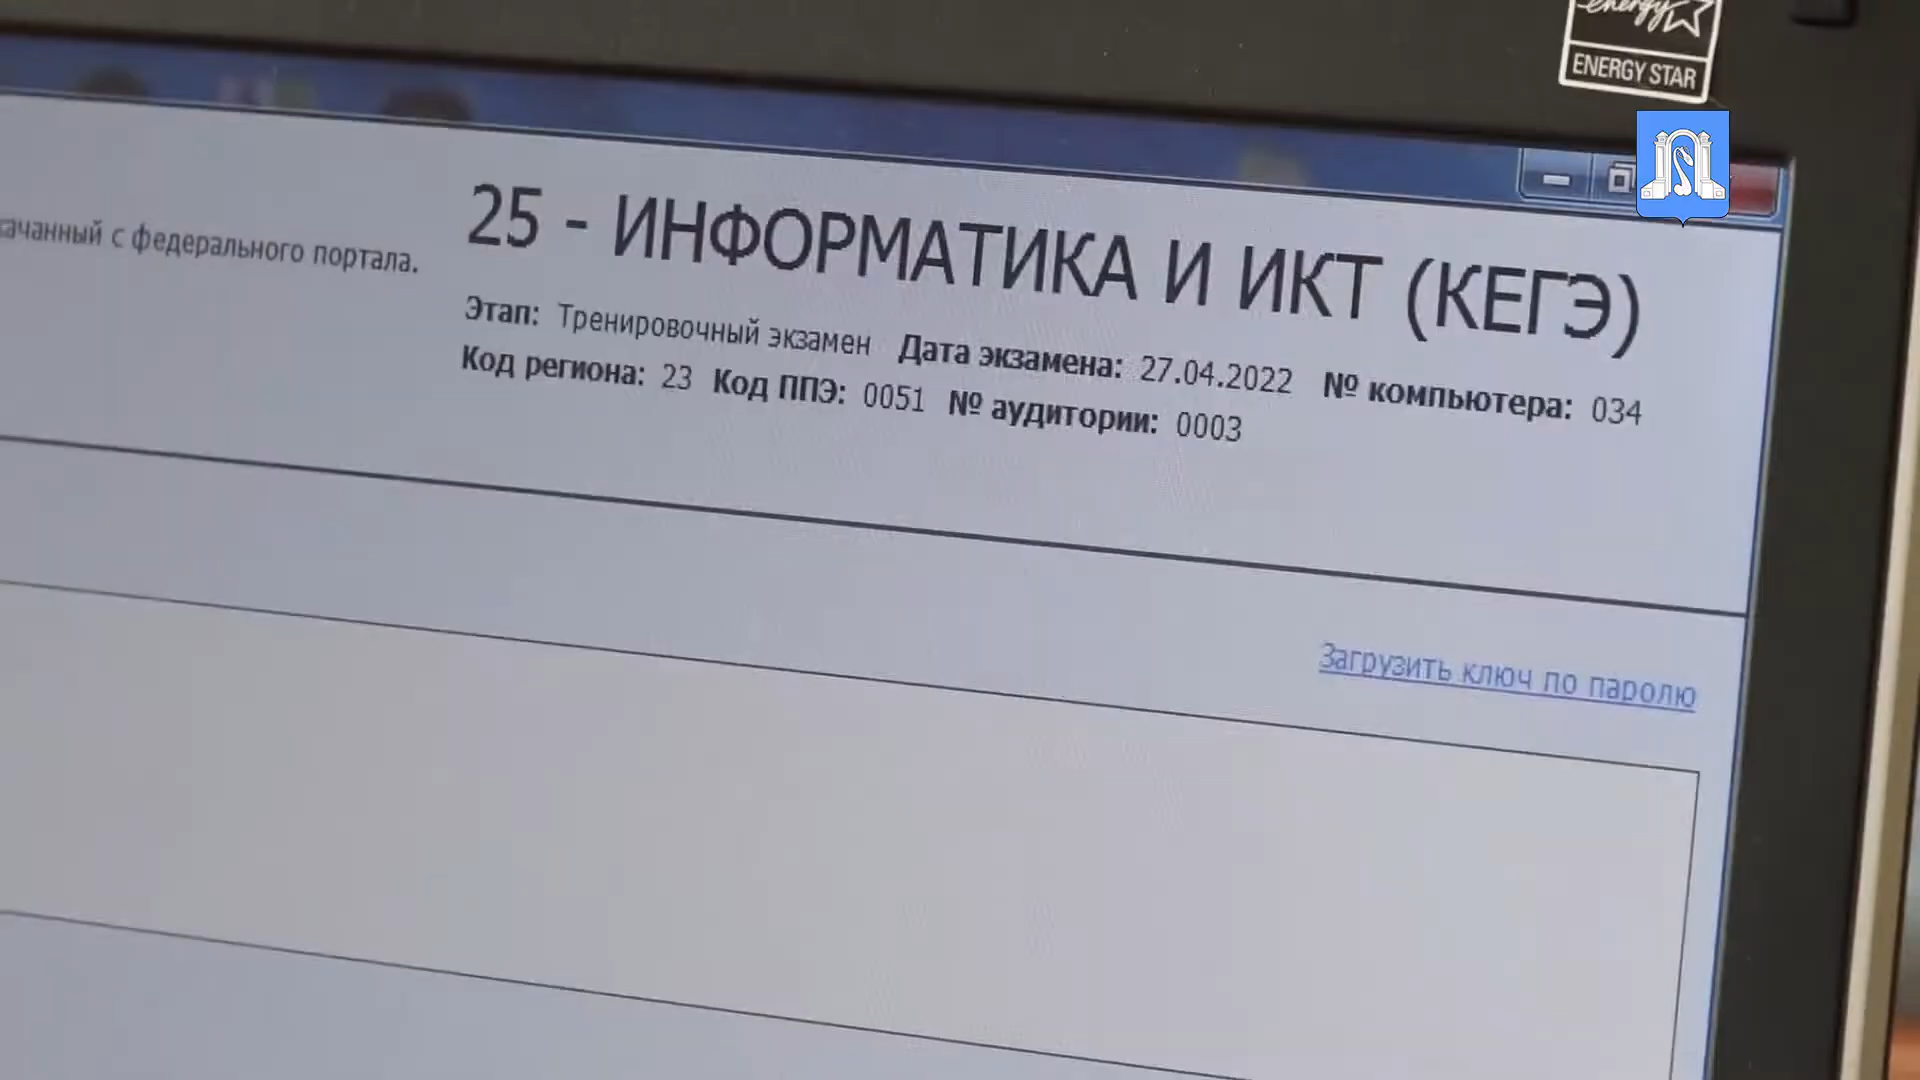 energy
ENERGY STAR
с федерального портала.
25 - ИНФОРМАТИКА И ИКТ (КЕГЭ)
Этап: Тренировочный экзамен Дата экзамена: 27.04.2022 № компьютера: 034
Код региона: 23 Код ППЭ: 0051 № аудитории: 0003
Загрузить ключ по паролю